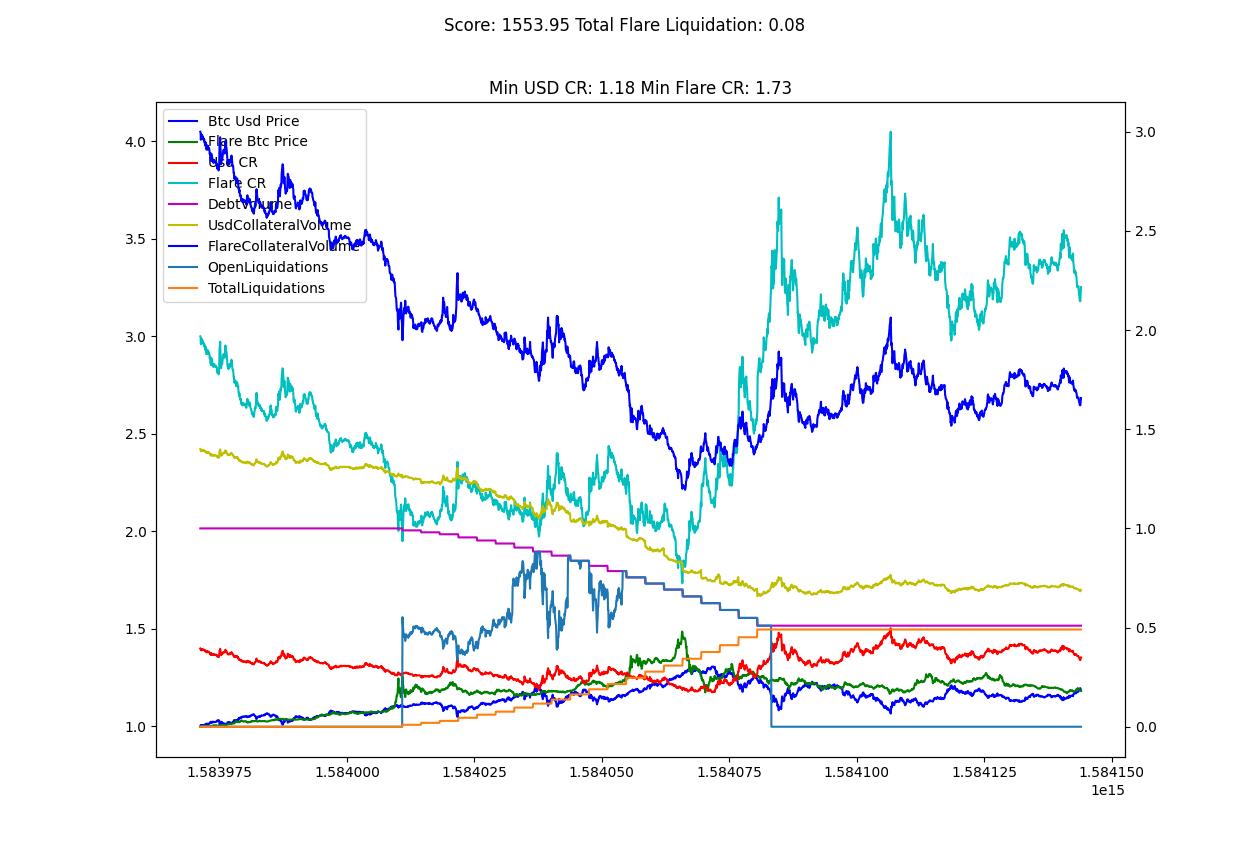 Score: 1553.95 Total Flare Liquidation: 0.08
Min USD CR: 1.18 Min Flare CR: 1.73
Btc Usd Price
Flare Btc Price
Usd CR
Flare CR
DebtVolume
UsdCollateralVolume
FlareCollateralVolume
OpenLiquidations
TotalLiquidations
4.0
3.5
3.0
2.5
2.0
1.5
1.0
3.0
2.5
2.0
1.5
1.0
0.5
0.0
1.583975 1.584000 1.584025 1.584050 1.584075 1.584100 1.584125 1.584150
1e15